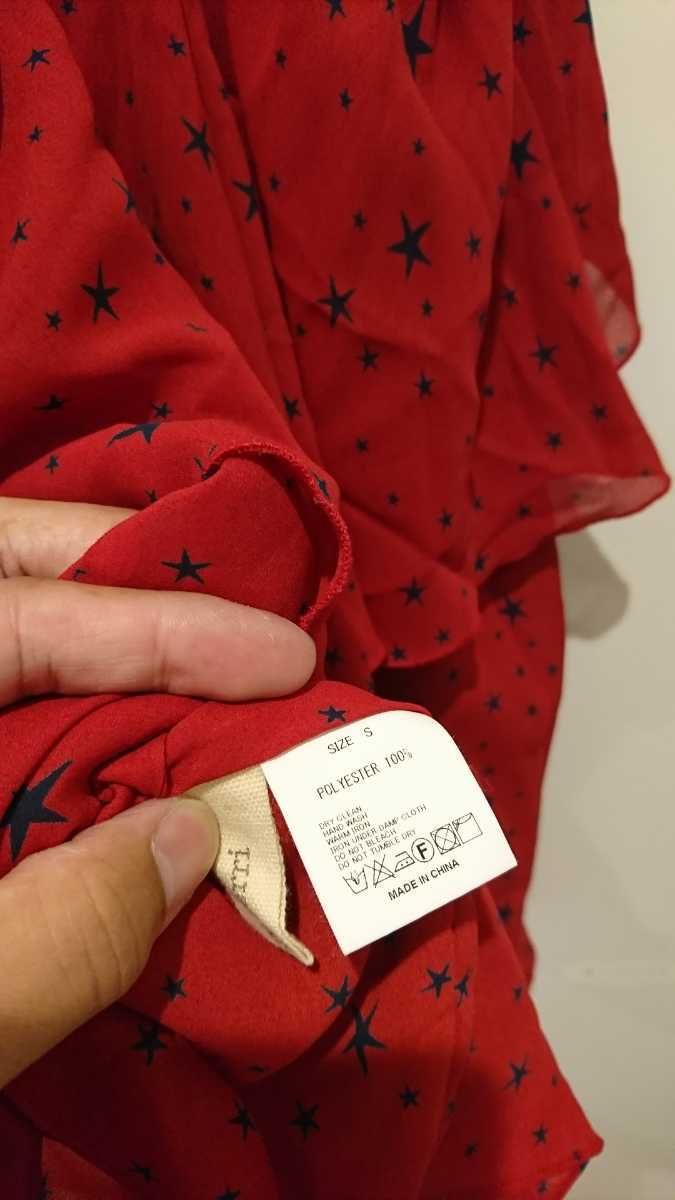 SIZE S
POLYESTER 100%
DRY CLEAN
HAND WASH
WARM IRON
IRON UNDER DAMP CLOTH
DO NOT BLEACH
DO NOT TUMBLE DRY
F
MADE IN CHINA